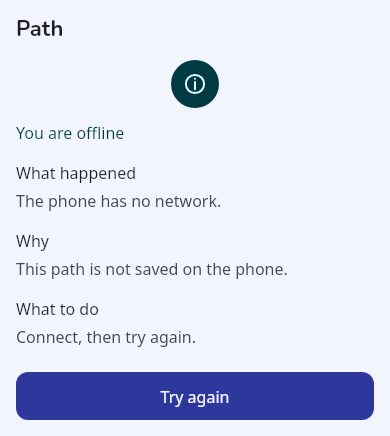 Path
You are offline
What happened
The phone has no network.
Why
This path is not saved on the phone.
What to do
Connect, then try again.
Try again